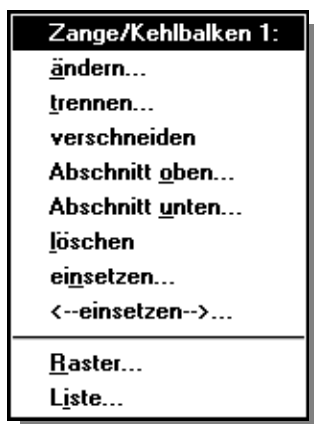 Zange/Kehlbalken 1:
ändern...
trennen...
verschneiden
Abschnitt oben...
Abschnitt unten...
löschen
einsetzen...
<--einsetzen-->...
Raster...
Liste...